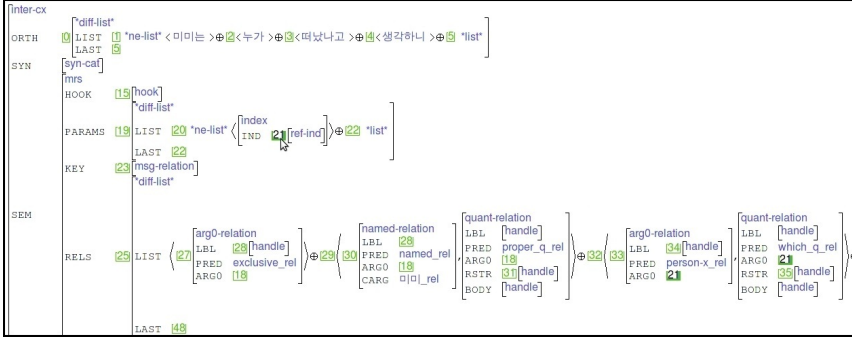 inter-cx
*diff-list*
ORTH 0 LIST 1 *ne-list* <미미는 >⊕2<누가 >⊕3<떠났나고 >⊕4<생각하니 >⊕5 *list*
LAST 5
SYN syn-cat
mrs
HOOK 15 hook
*diff-list*
index
PARAMS 19 LIST 20 *ne-list* IND 21 ref-ind ⊕22 *list*
LAST 22
KEY 23 msg-relation
*diff-list*
SEM
RELS 25 LIST
27 arg0-relation
LBL 28 handle
PRED exclusive_rel
ARG0 18
⊕29 30 named-relation
LBL 28
PRED named_rel
ARG0 18
CARG 미미_rel
quant-relation
LBL handle
PRED proper_q_rel
ARG0 18
RSTR 31 handle
BODY handle
⊕32 33 arg0-relation
LBL 34 handle
PRED person-x_rel
ARG0 21
quant-relation
LBL handle
PRED which_q_rel
ARG0 21
RSTR 35 handle
BODY handle
LAST 48